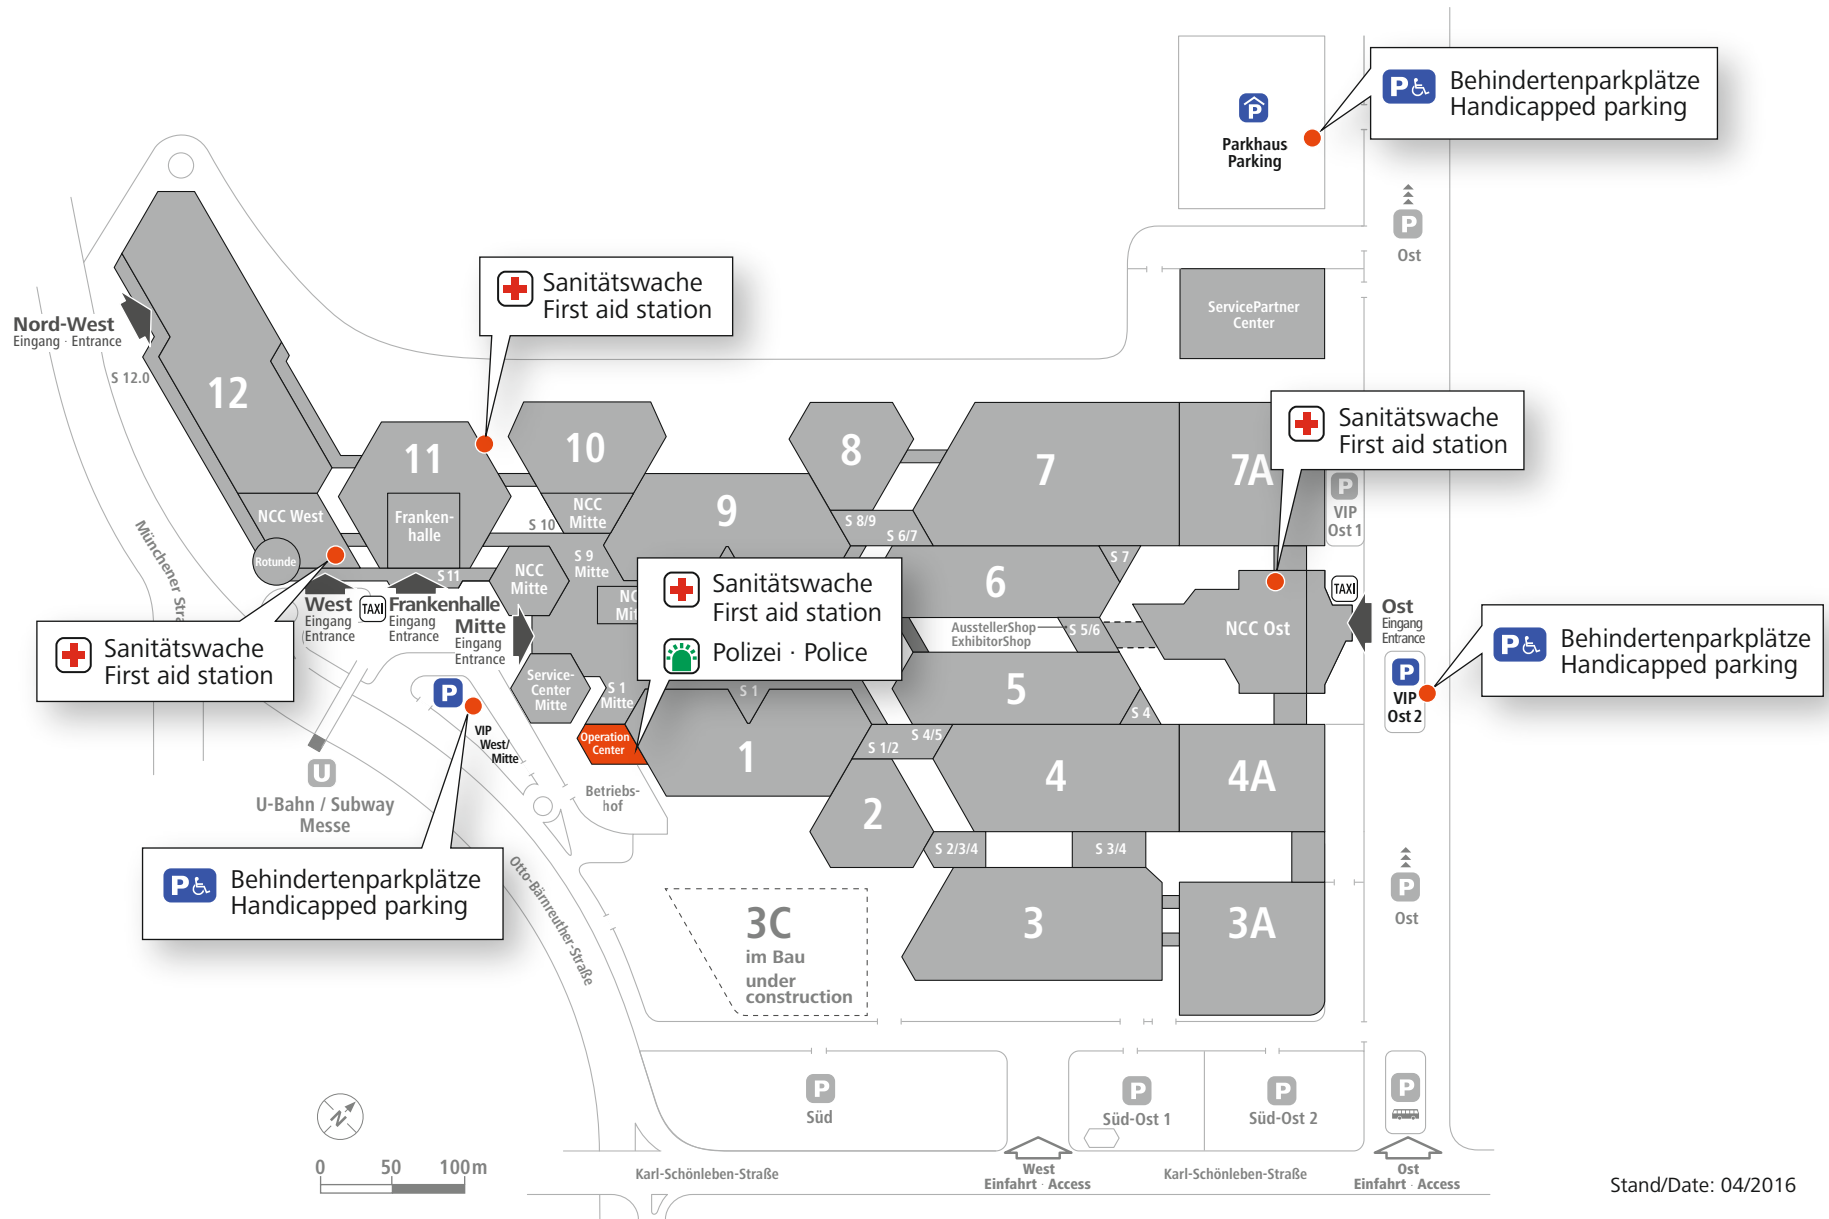 Behindertenparkplätze
Handicapped parking
Parkhaus
Parking
P
Ost
Sanitätswache
First aid station
ServicePartner
Center
Nord-West
Eingang · Entrance
S 12.0
12
11
10
8
7
7A
Sanitätswache
First aid station
P
VIP
Ost 1
NCC West
Franken-
halle
NCC
Mitte
S 10
9
S 8/9
S 6/7
Rotunde
S 11
NCC
Mitte
S 9
Mitte
6
S 7
Münchener Stra
West
Eingang
Entrance
TAXI
Frankenhalle
Eingang
Entrance
Mitte
Eingang
Entrance
Sanitätswache
First aid station
Polizei · Police
AusstellerShop
ExhibitorShop
S 5/6
NCC Ost
TAXI
Ost
Eingang
Entrance
Sanitätswache
First aid station
P
Behindertenparkplätze
Handicapped parking
P
VIP
Ost 2
Service-
Center
Mitte
S 1
Mitte
S 1
5
S 4
P
VIP
West/
Mitte
Operation
Center
1
S 1/2
S 4/5
4
4A
U
U-Bahn / Subway
Messe
Betriebs-
hof
2
S 2/3/4
S 3/4
P
Behindertenparkplätze
Handicapped parking
Otto-Bärnreuther-Straße
3C
im Bau
under
construction
3
3A
P
Ost
P
Süd
P
Süd-Ost 1
P
Süd-Ost 2
P
N
0 50 100 m
Karl-Schönleben-Straße
West
Einfahrt · Access
Karl-Schönleben-Straße
Ost
Einfahrt · Access
Stand/Date: 04/2016